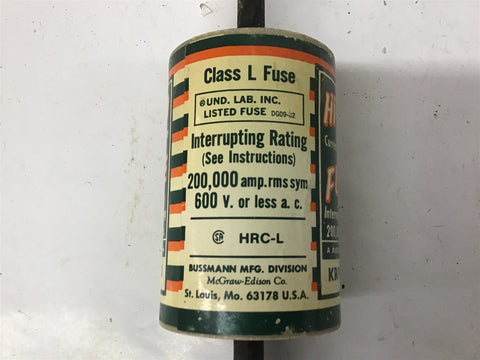 Class L Fuse
UND. LAB. INC.
LISTED FUSE DG09-
Interrupting Rating
(See Instructions)
200,000 amp. rms sym
600 V. or less a. c.
HRC-L
BUSSMANN MFG. DIVISION
McGraw-Edison Co.
St. Louis, Mo. 63178 U.S.A.